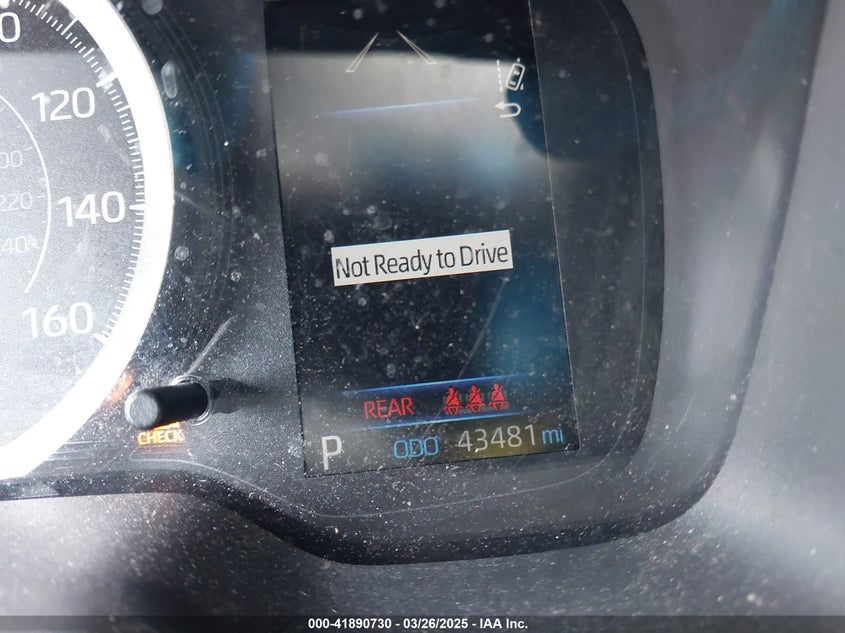 120
140
160
220
Not Ready to Drive
REAR
CHECK
P ODO 43481 mi
000-41890730 - 03/26/2025 - IAA Inc.